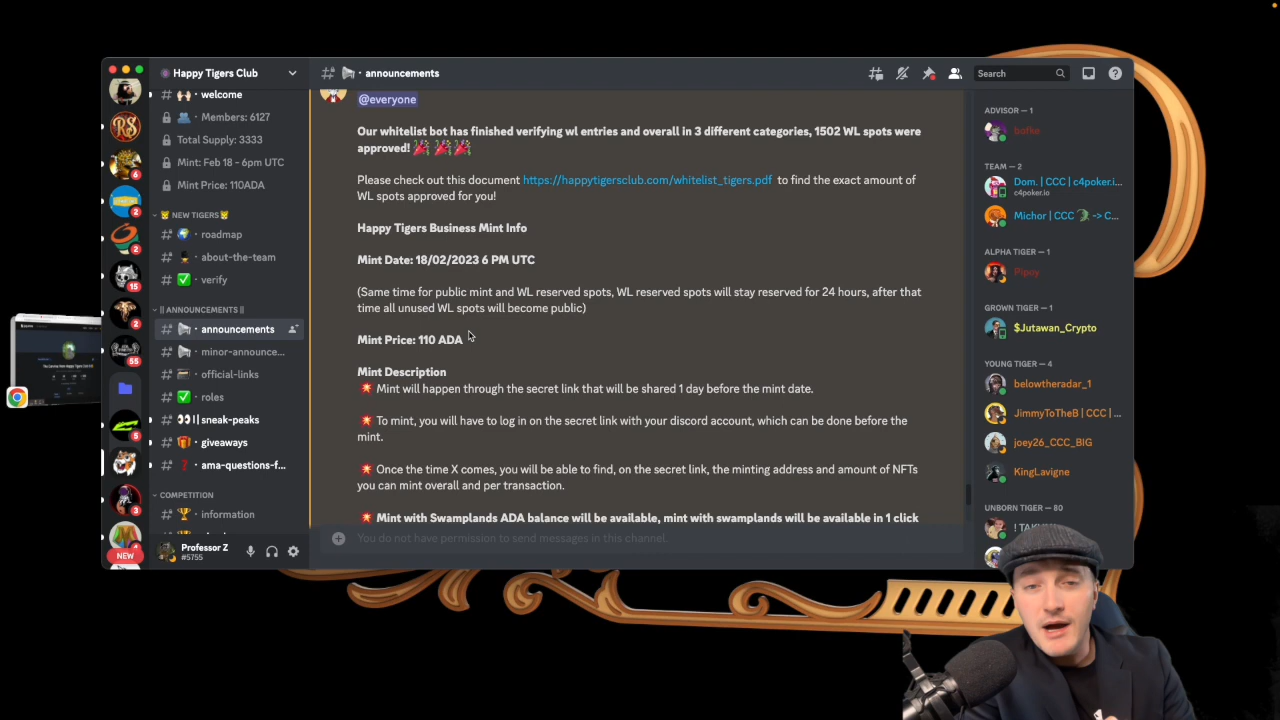 Happy Tigers Club
welcome
Members: 6127
Total Supply: 3333
Mint: Feb 18 - 6pm UTC
Mint Price: 110ADA
NEW TIGERS
roadmap
about-the-team
verify
|| ANNOUNCEMENTS ||
announcements
minor-announce...
official-links
roles
|| sneak-peaks
giveaways
ama-questions-f...
COMPETITION
information
Professor Z
#5755
6
2
2
15
2
55
5
3
NEW
announcements
Search
@everyone
Our whitelist bot has finished verifying wl entries and overall in 3 different categories, 1502 WL spots were
approved!
Please check out this document https://happytigersclub.com/whitelist_tigers.pdf to find the exact amount of
WL spots approved for you!
Happy Tigers Business Mint Info
Mint Date: 18/02/2023 6 PM UTC
(Same time for public mint and WL reserved spots, WL reserved spots will stay reserved for 24 hours, after that
time all unused WL spots will become public)
Mint Price: 110 ADA
Mint Description
Mint will happen through the secret link that will be shared 1 day before the mint date.
To mint, you will have to log in on the secret link with your discord account, which can be done before the
mint.
Once the time X comes, you will be able to find, on the secret link, the minting address and amount of NFTs
you can mint overall and per transaction.
Mint with Swamplands ADA balance will be available, mint with swamplands will be available in 1 click
You do not have permission to send messages in this channel.
ADVISOR — 1
bofke
TEAM — 2
Dom. | CCC | c4poker.i...
c4poker.io
Michor | CCC -> C...
ALPHA TIGER — 1
GROWN TIGER — 1
$Jutawan_Crypto
YOUNG TIGER — 4
belowtheradar_1
JimmyToTheB | CCC | ...
joey26_CCC_BIG
KingLavigne
UNBORN TIGER — 80